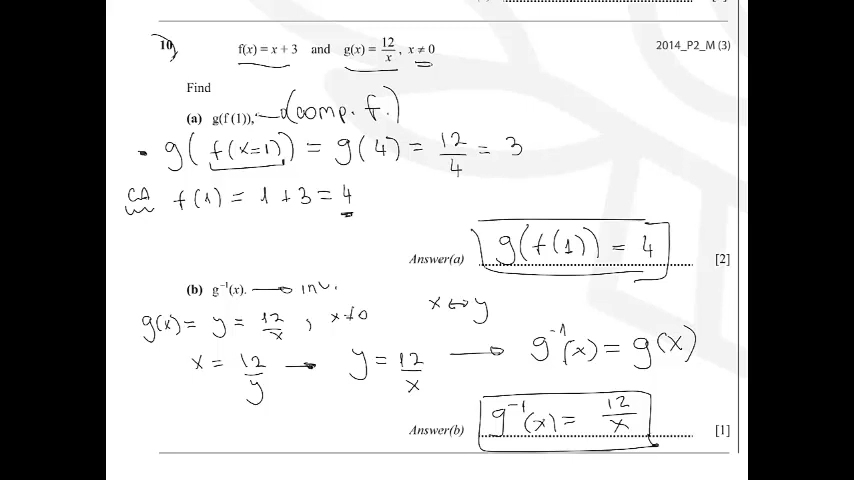 10 f(x) = x + 3 and g(x) = 12/x, x ≠ 0 2014_P2_M (3)
Find
(a) g(f (1)), (comp. f.)
g( f(x=1)) = g(4) = 12/4 = 3
CA f(1) = 1 + 3 = 4
Answer(a) g(f(1)) = 4 [2]
(b) g⁻¹(x). → inv.
g(x) = y = 12/x , x≠0 x ↔ y
x = 12/y → y = 12/x → g⁻¹(x) = g(x)
Answer(b) g⁻¹(x) = 12/x [1]